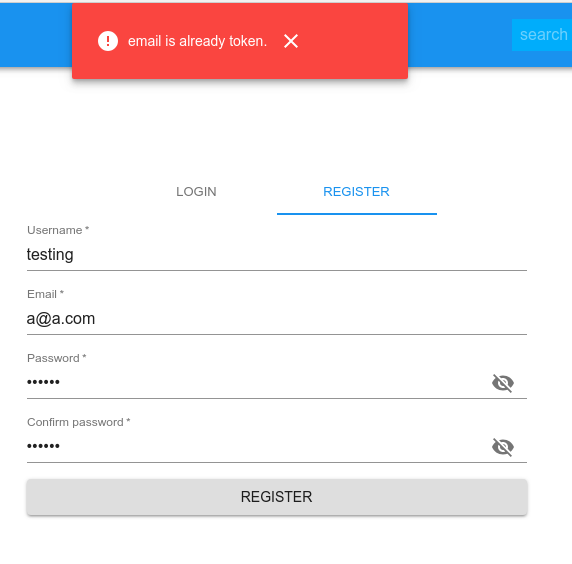 email is already token.
search
LOGIN
REGISTER
Username *
testing
Email *
a@a.com
Password *
••••••
Confirm password *
••••••
REGISTER